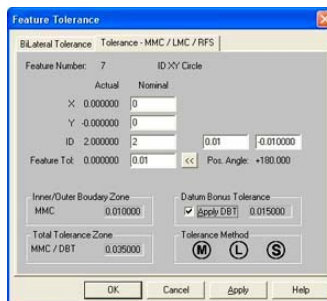 Feature Tolerance
BiLateral Tolerance Tolerance - MMC / LMC / RFS
Feature Number: 7 ID XY Circle
Actual Nominal
X 0.000000 0
Y -0.000000 0
ID 2.000000 2 0.01 -0.010000
Feature Tol: 0.000000 0.01 << Pos. Angle: +180.000
Inner/Outer Boudary Zone Datum Bonus Tolerance
MMC 0.010000 Apply DBT 0.015000
Total Tolerance Zone Tolerance Method
MMC / DBT 0.035000 M L S
OK Cancel Apply Help